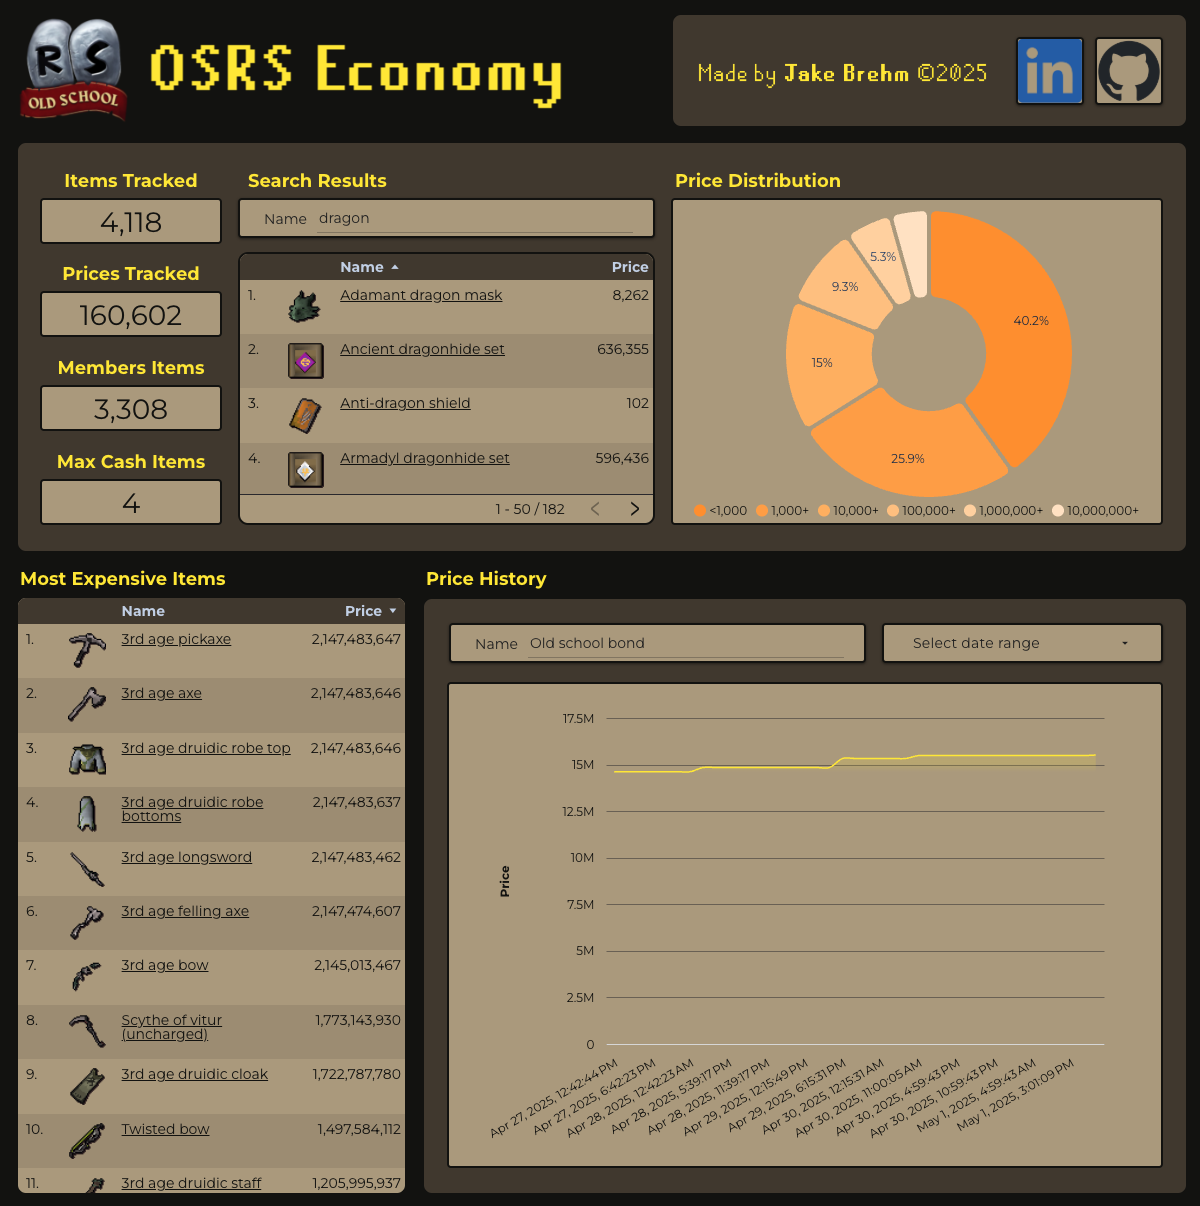 RS
OLD SCHOOL
OSRS Economy
Made by Jake Brehm ©2025
in
Items Tracked
4,118
Prices Tracked
160,602
Members Items
3,308
Max Cash Items
4
Search Results
Name dragon
Name Price
1. Adamant dragon mask 8,262
2. Ancient dragonhide set 636,355
3. Anti-dragon shield 102
4. Armadyl dragonhide set 596,436
1 - 50 / 182
Price Distribution
5.3%
9.3%
40.2%
15%
25.9%
<1,000 1,000+ 10,000+ 100,000+ 1,000,000+ 10,000,000+
Most Expensive Items
Name Price
1. 3rd age pickaxe 2,147,483,647
2. 3rd age axe 2,147,483,646
3. 3rd age druidic robe top 2,147,483,646
4. 3rd age druidic robe 2,147,483,637
bottoms
5. 3rd age longsword 2,147,483,462
6. 3rd age felling axe 2,147,474,607
7. 3rd age bow 2,145,013,467
8. Scythe of vitur 1,773,143,930
(uncharged)
9. 3rd age druidic cloak 1,722,787,780
10. Twisted bow 1,497,584,112
11. 3rd age druidic staff 1,205,995,937
Price History
Name Old school bond
Select date range
17.5M
15M
12.5M
10M
7.5M
5M
2.5M
0
Price
Apr 27, 2025, 12:42:44 PM
Apr 27, 2025, 6:42:23 PM
Apr 28, 2025, 12:42:23 AM
Apr 28, 2025, 5:39:17 PM
Apr 28, 2025, 11:39:17 PM
Apr 29, 2025, 12:15:49 PM
Apr 29, 2025, 6:15:31 PM
Apr 30, 2025, 12:15:31 AM
Apr 30, 2025, 11:00:05 AM
Apr 30, 2025, 4:59:43 PM
Apr 30, 2025, 10:59:43 PM
May 1, 2025, 4:59:43 AM
May 1, 2025, 3:01:09 PM